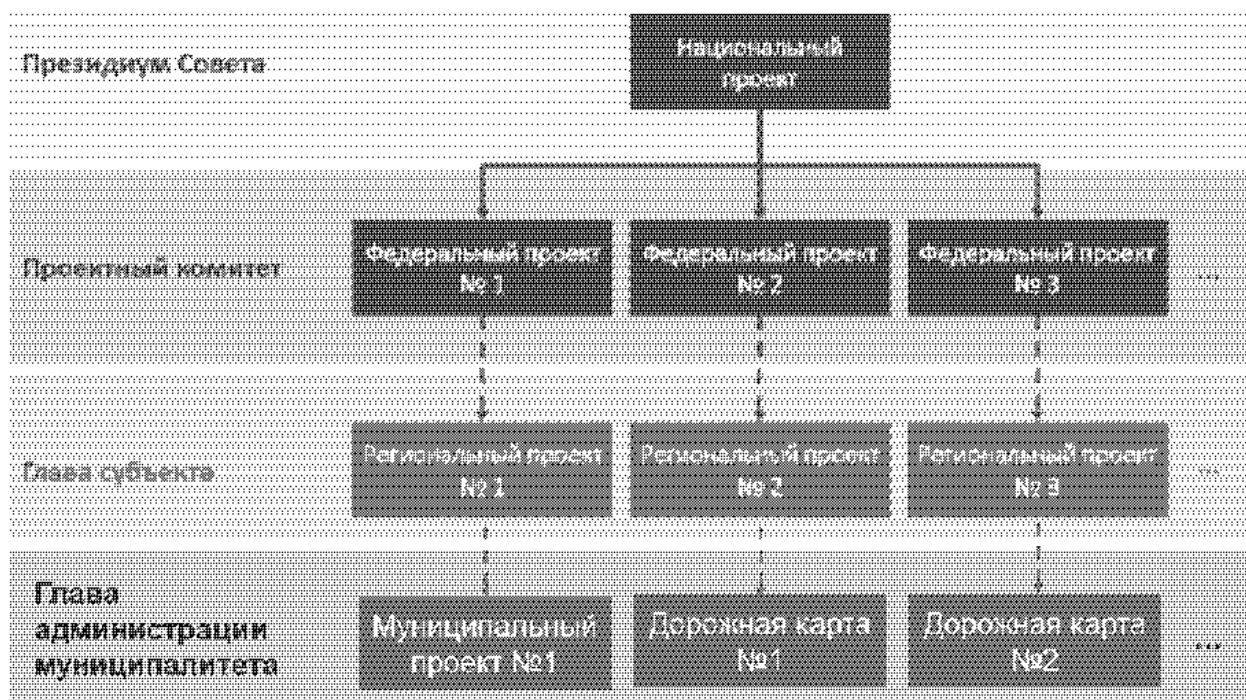 Президиум Совета
Национальный
проект
Проектный комитет
Федеральный проект
№ 1
Федеральный проект
№ 2
Федеральный проект
№ 3
...
Глава субъекта
Региональный проект
№ 1
Региональный проект
№ 2
Региональный проект
№ 3
...
Глава
администрации
муниципалитета
Муниципальный
проект №1
Дорожная карта
№1
Дорожная карта
№2
...